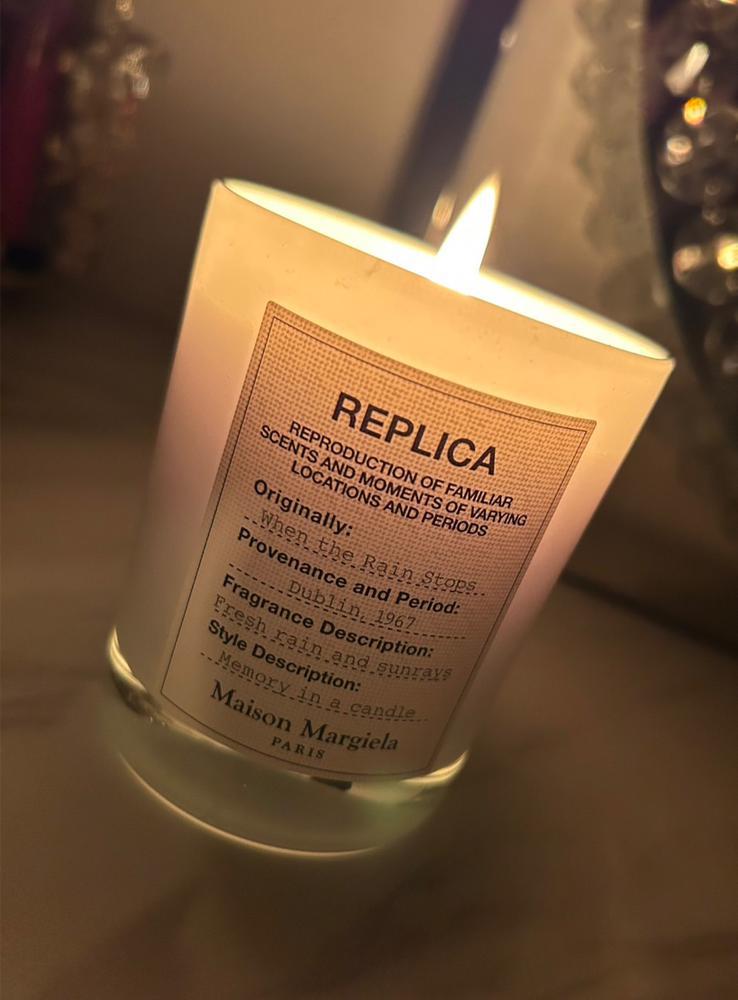 REPLICA
REPRODUCTION OF FAMILIAR
SCENTS AND MOMENTS OF VARYING
LOCATIONS AND PERIODS
Originally:
When the Rain Stops
Provenance and Period:
Dublin, 1967
Fragrance Description:
Fresh rain and sunrays
Style Description:
Memory in a candle
Maison Margiela
PARIS